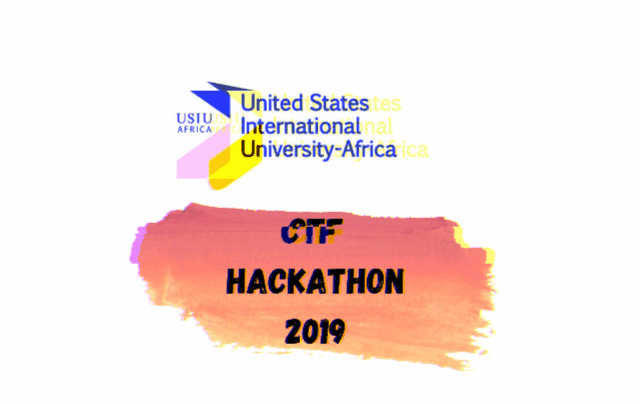 USIU
AFRICA
United States
International
University-Africa
CTF
HACKATHON
2019